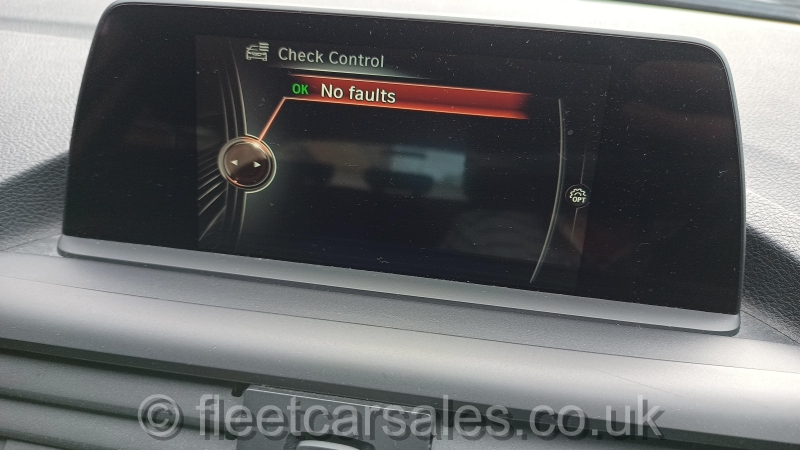 Check Control
OK No faults
OPT
© fleetcarsales.co.uk